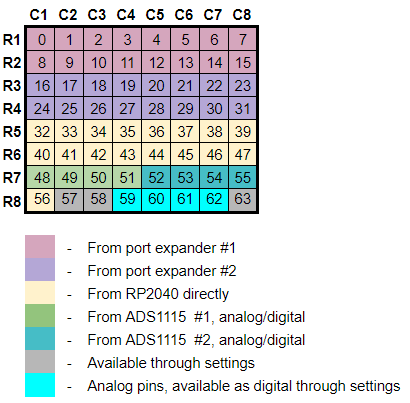 C1 C2 C3 C4 C5 C6 C7 C8
R1 0 1 2 3 4 5 6 7
R2 8 9 10 11 12 13 14 15
R3 16 17 18 19 20 21 22 23
R4 24 25 26 27 28 29 30 31
R5 32 33 34 35 36 37 38 39
R6 40 41 42 43 44 45 46 47
R7 48 49 50 51 52 53 54 55
R8 56 57 58 59 60 61 62 63
- From port expander #1
- From port expander #2
- From RP2040 directly
- From ADS1115 #1, analog/digital
- From ADS1115 #2, analog/digital
- Available through settings
- Analog pins, available as digital through settings